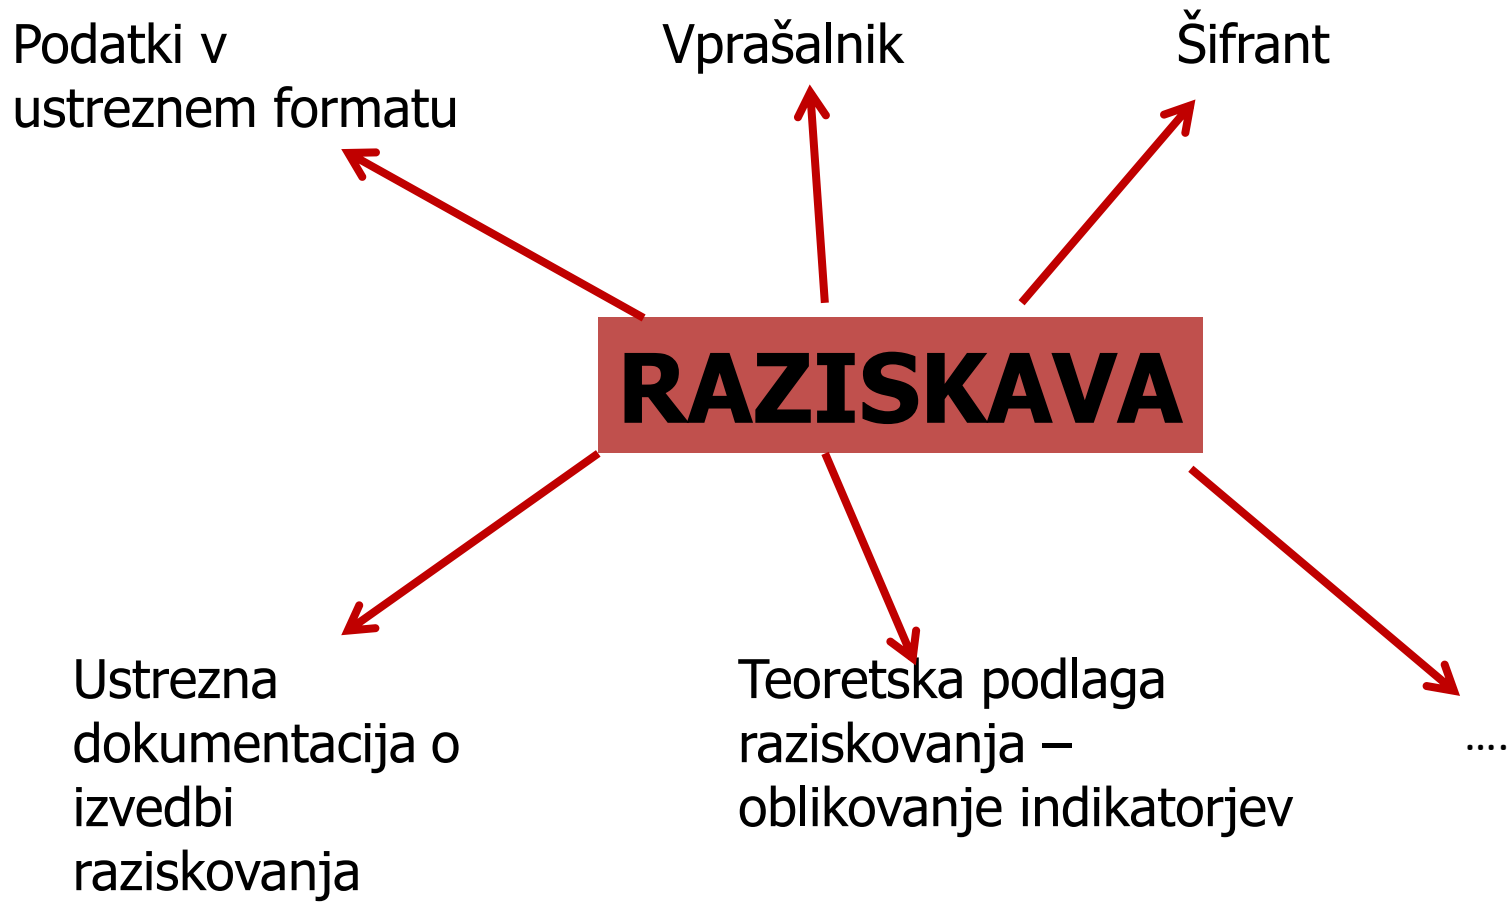 Podatki v
ustreznem formatu
Vprašalnik
Šifrant
RAZISKAVA
Ustrezna
dokumentacija o
izvedbi
raziskovanja
Teoretska podlaga
raziskovanja –
oblikovanje indikatorjev
....